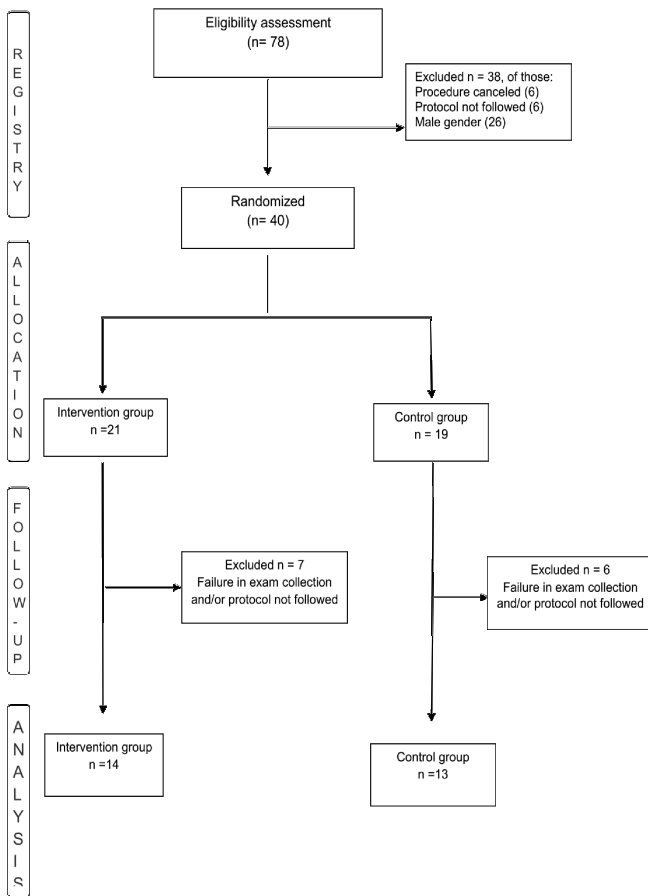 REGISTRY
Eligibility assessment
(n= 78)
Excluded n = 38, of those:
Procedure canceled (6)
Protocol not followed (6)
Male gender (26)
Randomized
(n= 40)
ALLOCATION
Intervention group
n =21
Control group
n = 19
FOLLOW-UP
Excluded n = 7
Failure in exam collection
and/or protocol not followed
Excluded n = 6
Failure in exam collection
and/or protocol not followed
ANALYSIS
Intervention group
n =14
Control group
n =13